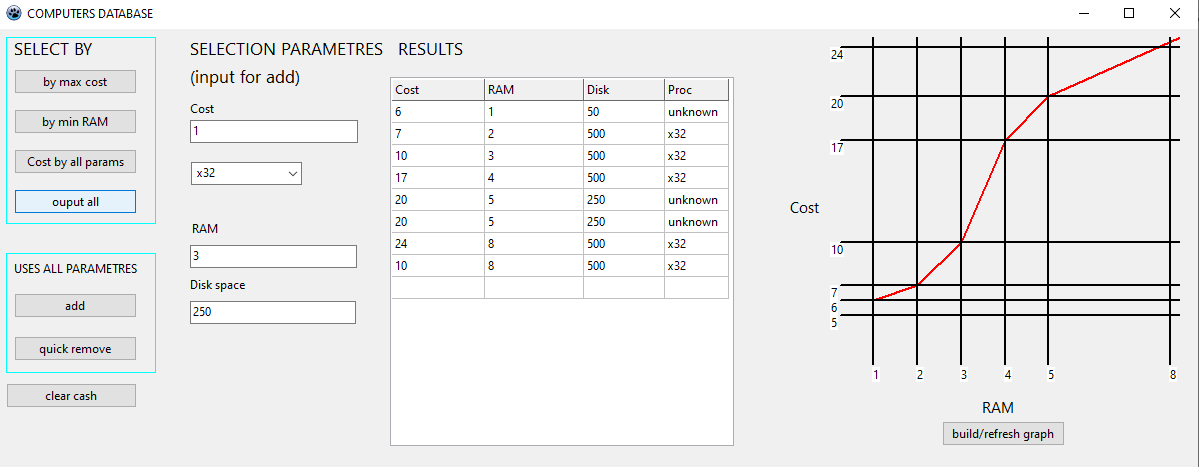 COMPUTERS DATABASE
SELECT BY
by max cost
by min RAM
Cost by all params
ouput all
USES ALL PARAMETRES
add
quick remove
clear cash
SELECTION PARAMETRES
(input for add)
Cost
1
x32
RAM
3
Disk space
250
RESULTS
Cost RAM Disk Proc
6 1 50 unknown
7 2 500 x32
10 3 500 x32
17 4 500 x32
20 5 250 unknown
20 5 250 unknown
24 8 500 x32
10 8 500 x32
24
20
17
Cost
10
7
6
5
1 2 3 4 5 8
RAM
build/refresh graph